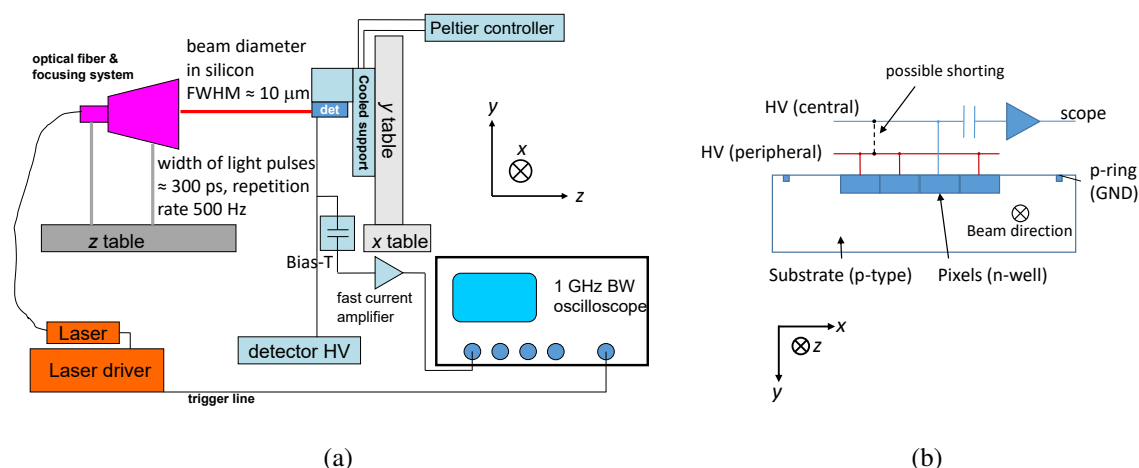 Peltier controller
optical fiber &
focusing system
beam diameter
in silicon
FWHM ≈ 10 μm
det
Cooled support
y table
width of light pulses
≈ 300 ps, repetition
rate 500 Hz
z table
x table
Bias-T
fast current
amplifier
1 GHz BW
oscilloscope
detector HV
Laser
Laser driver
trigger line
y
x
z
(a)
possible shorting
HV (central)
scope
HV (peripheral)
p-ring
(GND)
Beam direction
Substrate (p-type)
Pixels (n-well)
x
z
y
(b)